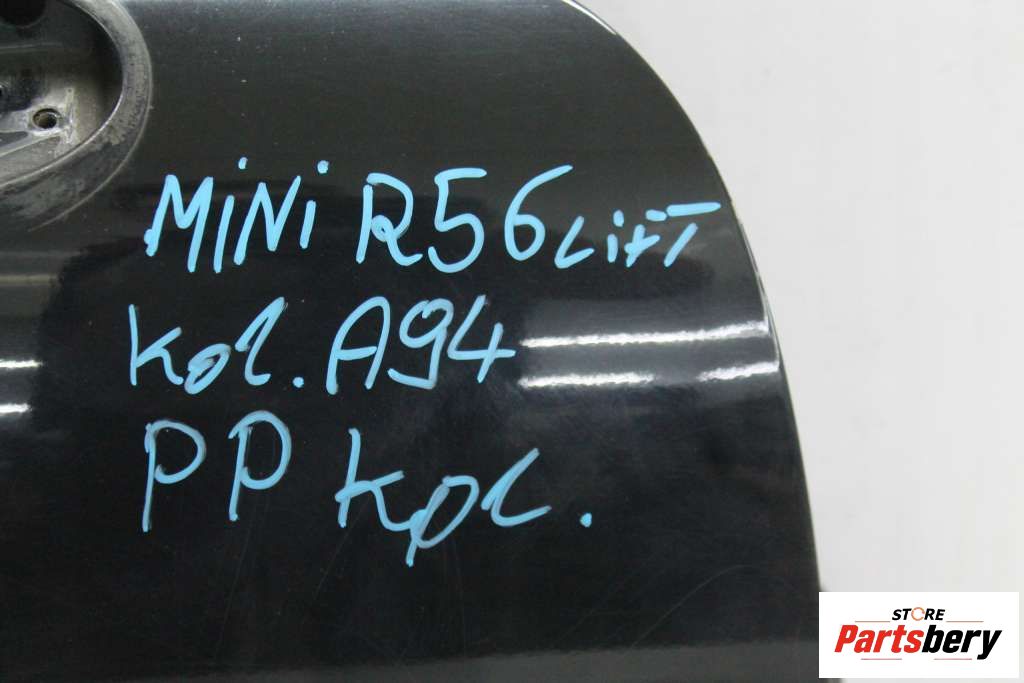 MiNi R56 LiFT
kol. A94
PP kol.
STORE
Partsbery